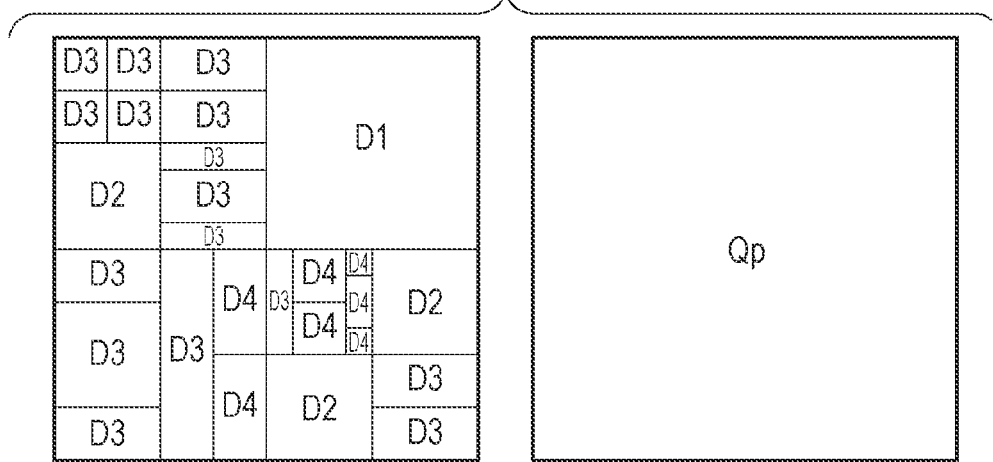 D3 D3 D3
D3 D3 D3
D1
D3
D2 D3
D3
D3 D4 D3 D4 D4 D2
D4 D4
D3 D3 D4
D4 D2 D3
D3 D3
Qp